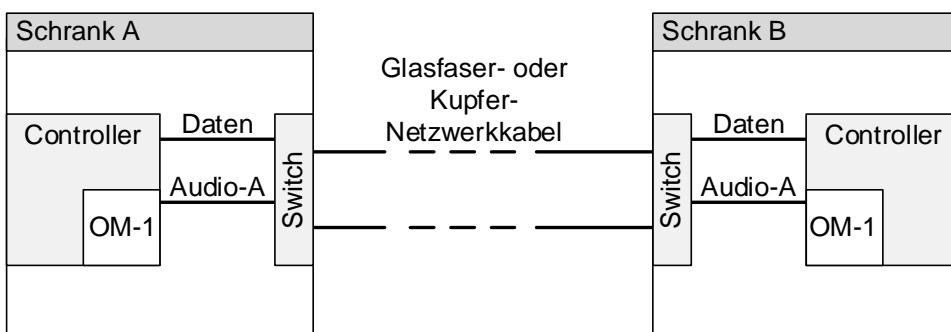 Schrank A
Schrank B
Glasfaser- oder
Kupfer-
Netzwerkkabel
Controller
Daten
Audio-A
OM-1
Switch
Switch
Daten
Audio-A
Controller
OM-1